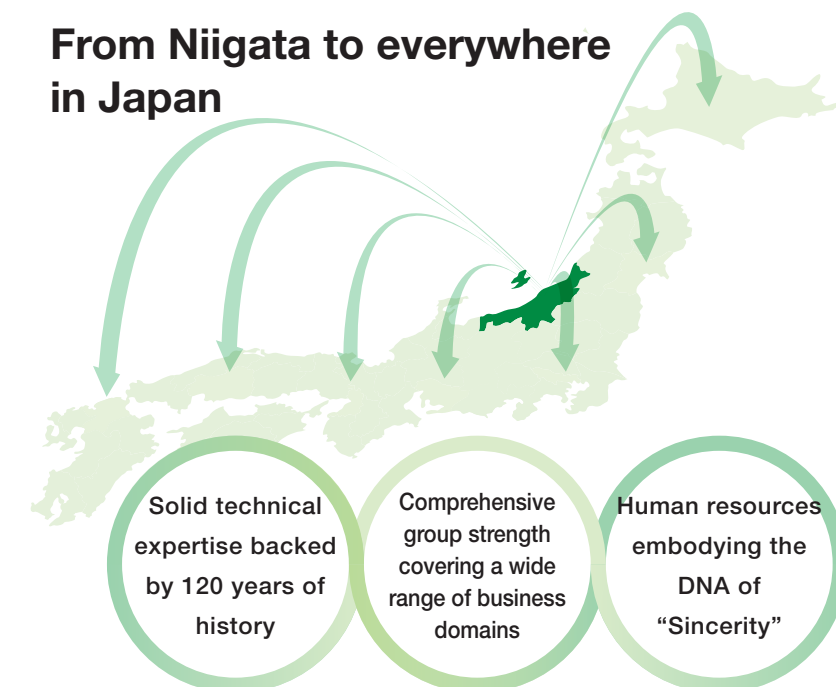 From Niigata to everywhere
in Japan
Solid technical
expertise backed
by 120 years of
history
Comprehensive
group strength
covering a wide
range of business
domains
Human resources
embodying the
DNA of
“Sincerity”